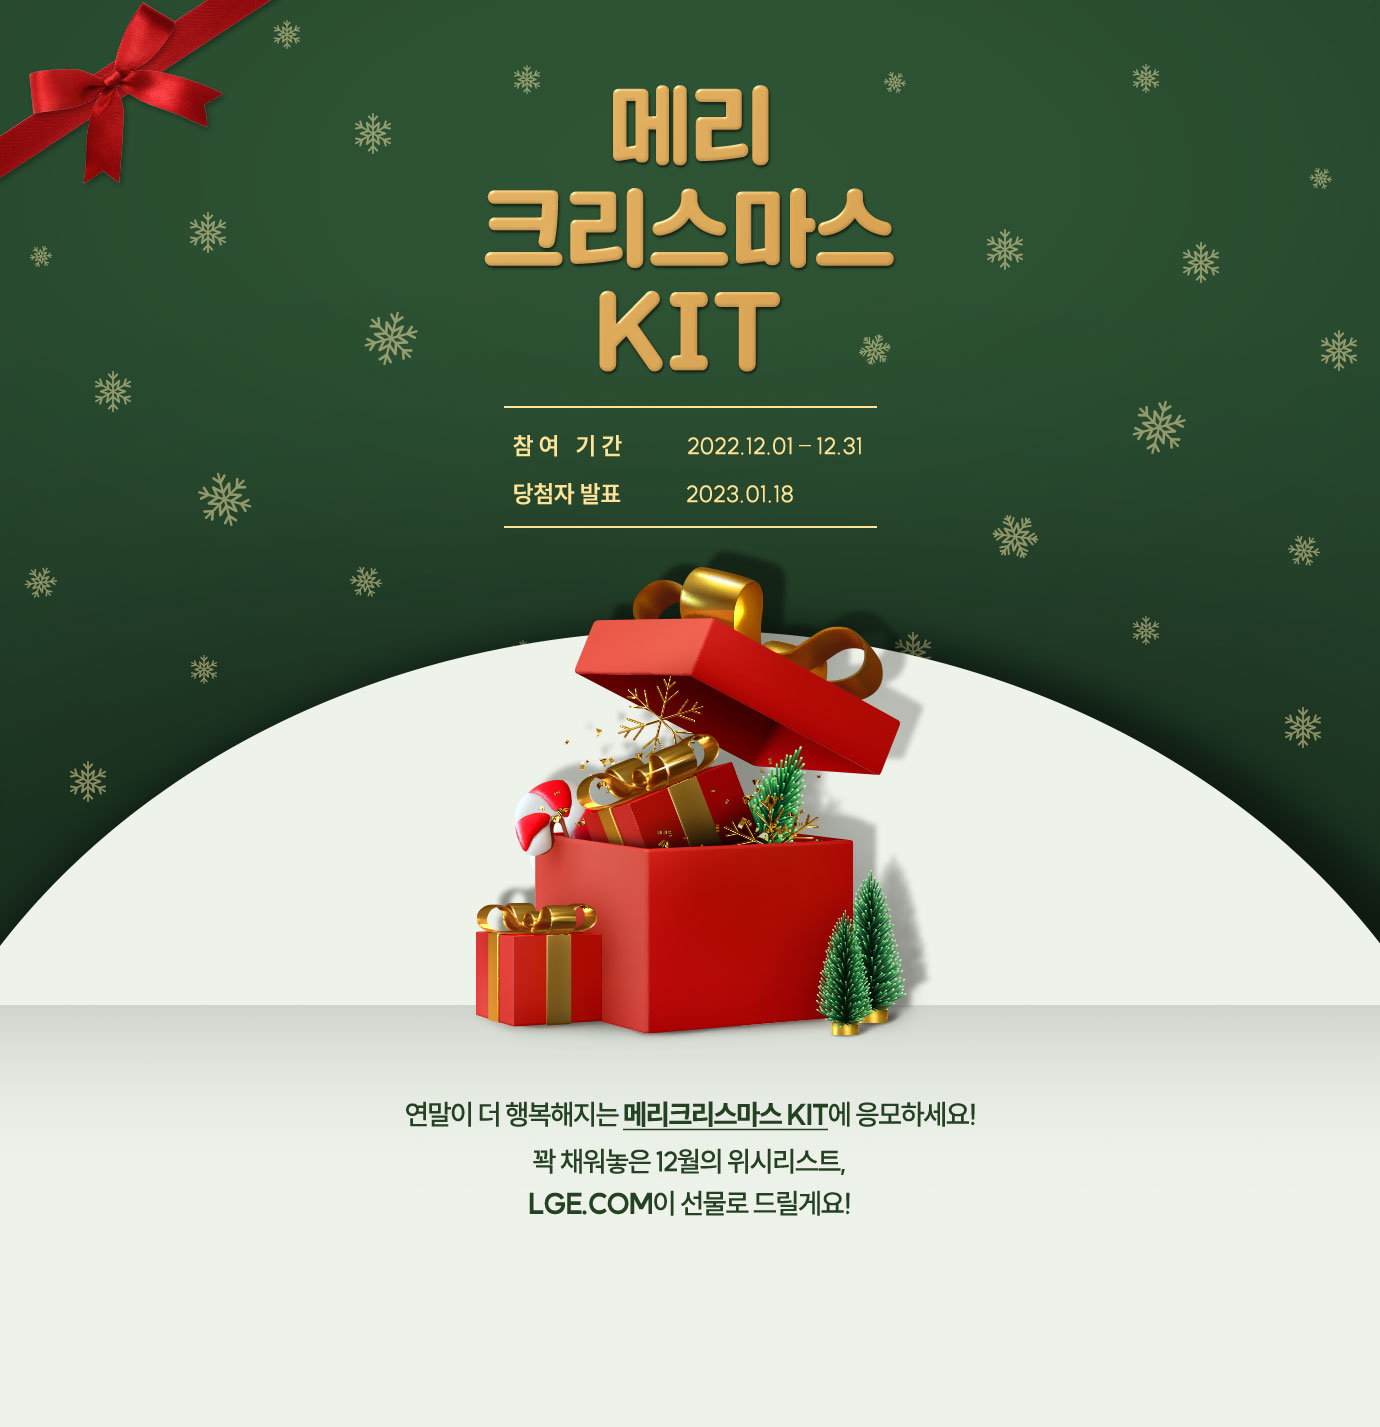 메리
크리스마스
KIT
참여 기간 2022.12.01 – 12.31
당첨자 발표 2023.01.18
연말이 더 행복해지는 메리크리스마스 KIT에 응모하세요!
꽉 채워놓은 12월의 위시리스트,
LGE.COM이 선물로 드릴게요!